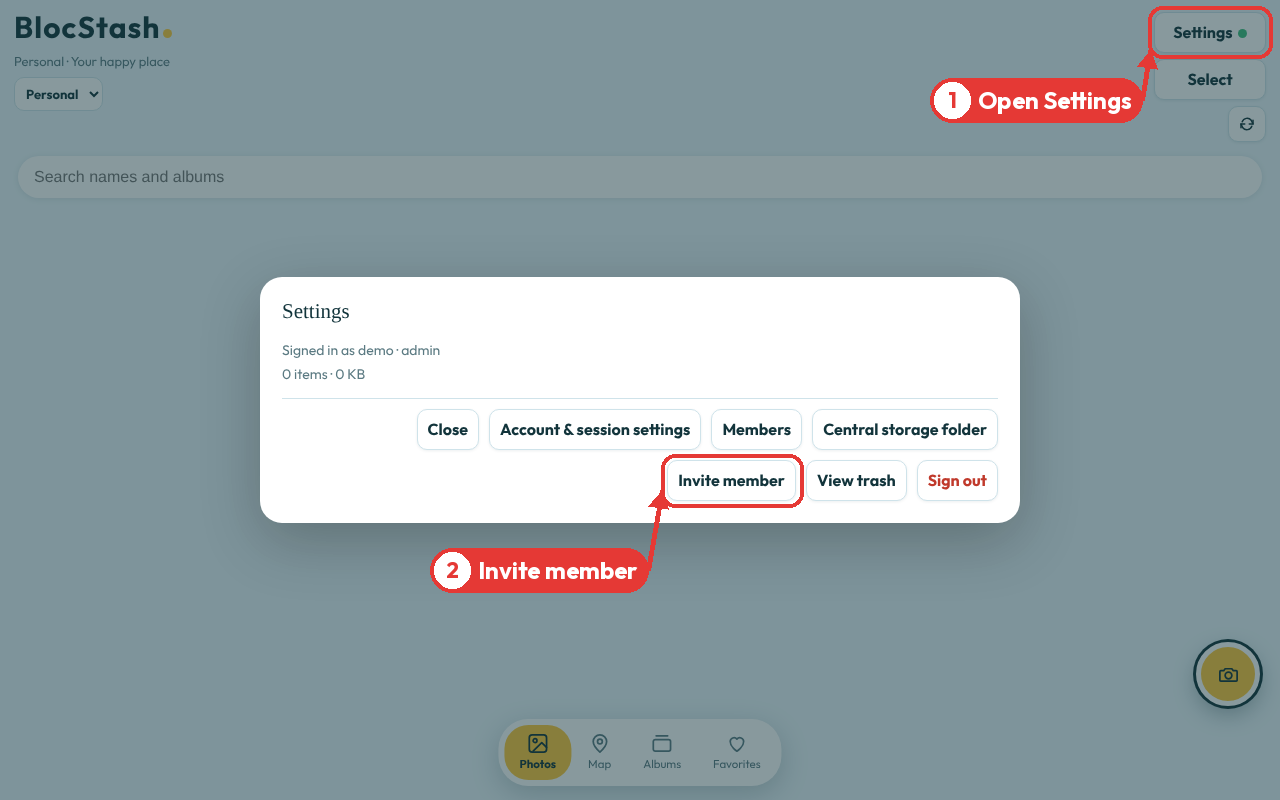 BlocStash
Personal · Your happy place
Personal
Settings
Select
1 Open Settings
Search names and albums
Settings
Signed in as demo · admin
0 items · 0 KB
Close
Account & session settings
Members
Central storage folder
Invite member
View trash
Sign out
2 Invite member
Photos
Map
Albums
Favorites